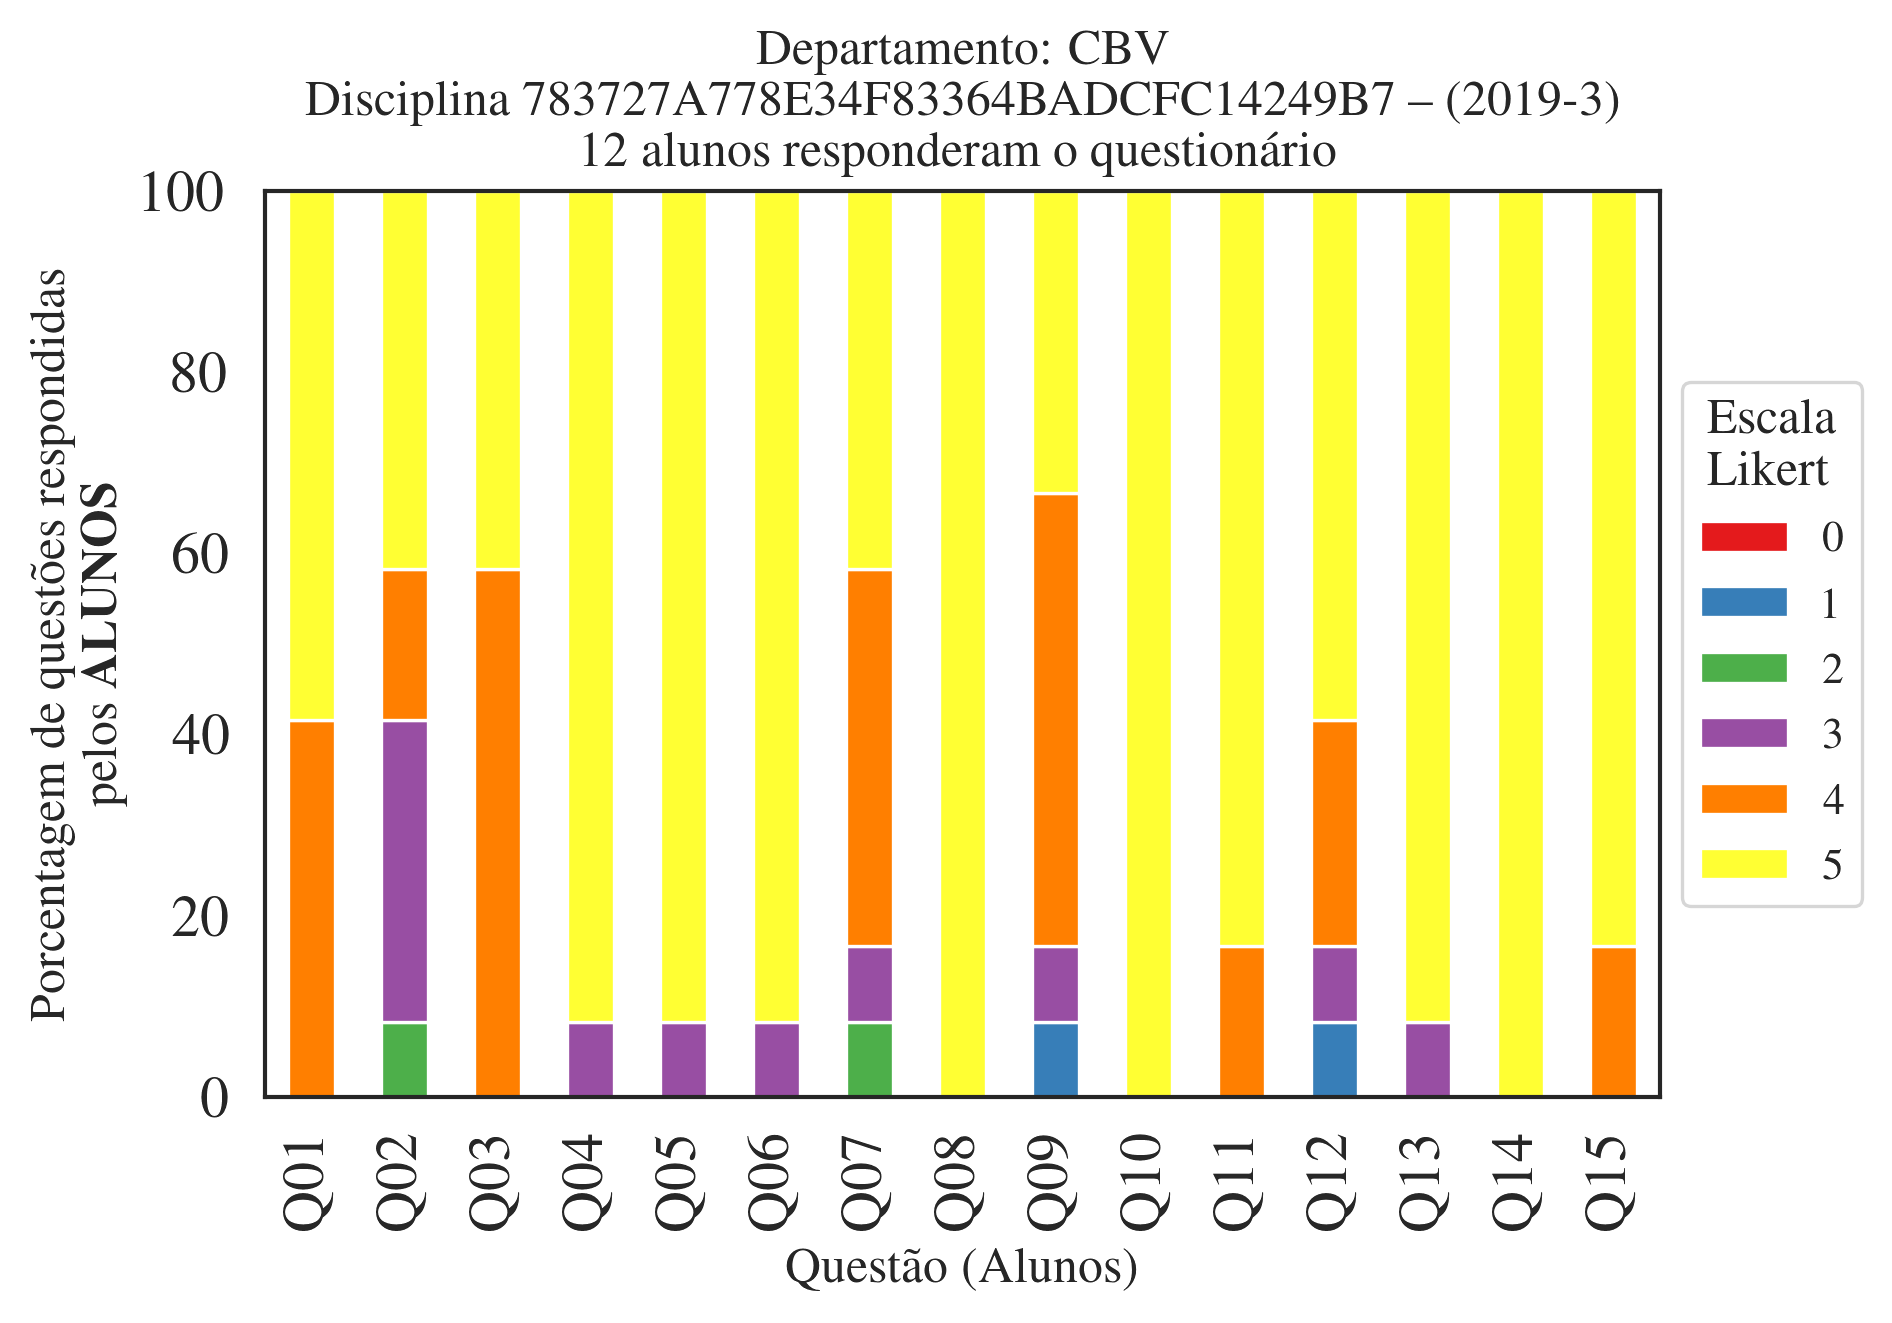 Departamento: CBV
Disciplina 783727A778E34F83364BADCFC14249B7 – (2019-3)
12 alunos responderam o questionário
Porcentagem de questões respondidas
pelos ALUNOS
100
80
60
40
20
0
Q01
Q02
Q03
Q04
Q05
Q06
Q07
Q08
Q09
Q10
Q11
Q12
Q13
Q14
Q15
Questão (Alunos)
Escala
Likert
0
1
2
3
4
5